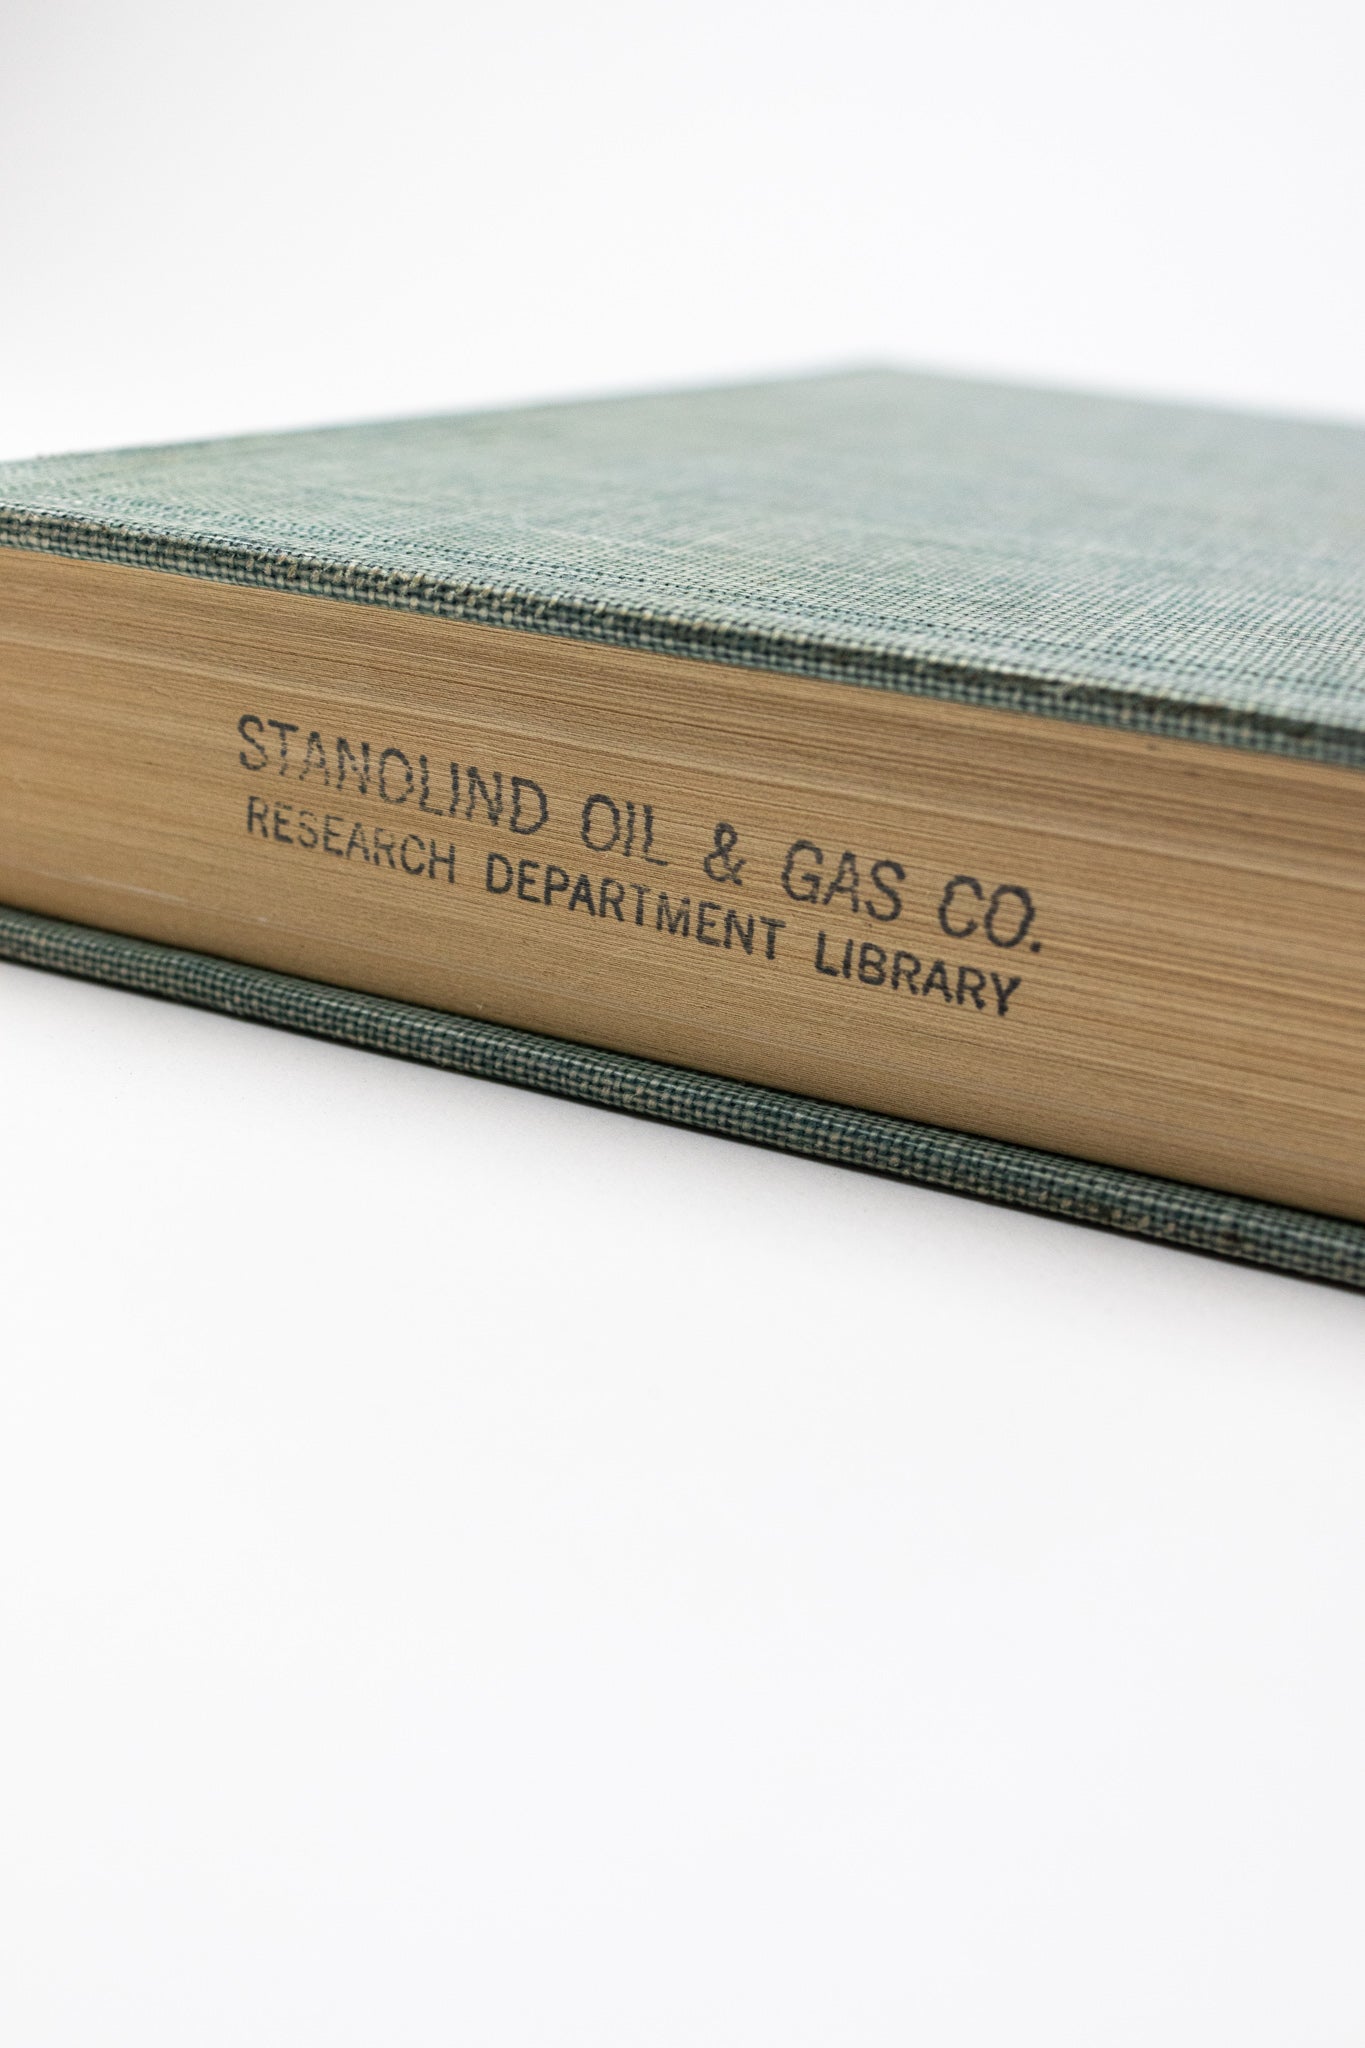 STANOLIND OIL & GAS CO.
RESEARCH DEPARTMENT LIBRARY